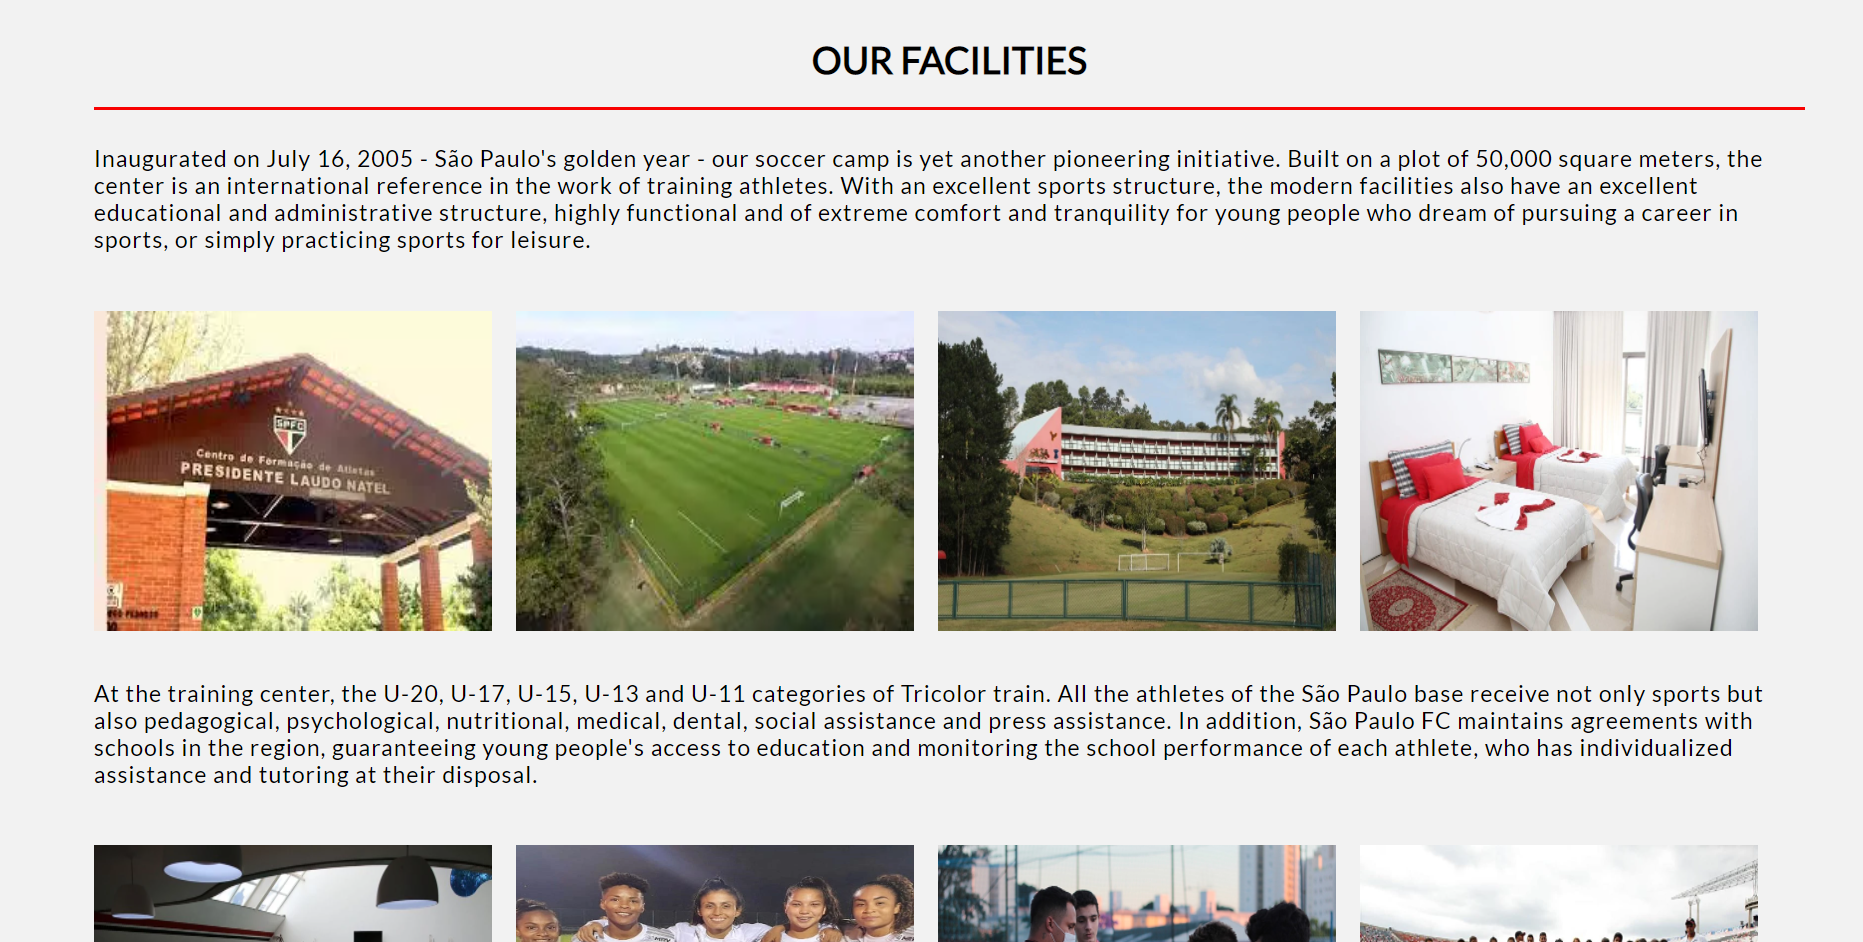 OUR FACILITIES
Inaugurated on July 16, 2005 - São Paulo's golden year - our soccer camp is yet another pioneering initiative. Built on a plot of 50,000 square meters, the
center is an international reference in the work of training athletes. With an excellent sports structure, the modern facilities also have an excellent
educational and administrative structure, highly functional and of extreme comfort and tranquility for young people who dream of pursuing a career in
sports, or simply practicing sports for leisure.
SPFC
Centro de Formação de Atletas
PRESIDENTE LAUDO NATEL
At the training center, the U-20, U-17, U-15, U-13 and U-11 categories of Tricolor train. All the athletes of the São Paulo base receive not only sports but
also pedagogical, psychological, nutritional, medical, dental, social assistance and press assistance. In addition, São Paulo FC maintains agreements with
schools in the region, guaranteeing young people's access to education and monitoring the school performance of each athlete, who has individualized
assistance and tutoring at their disposal.